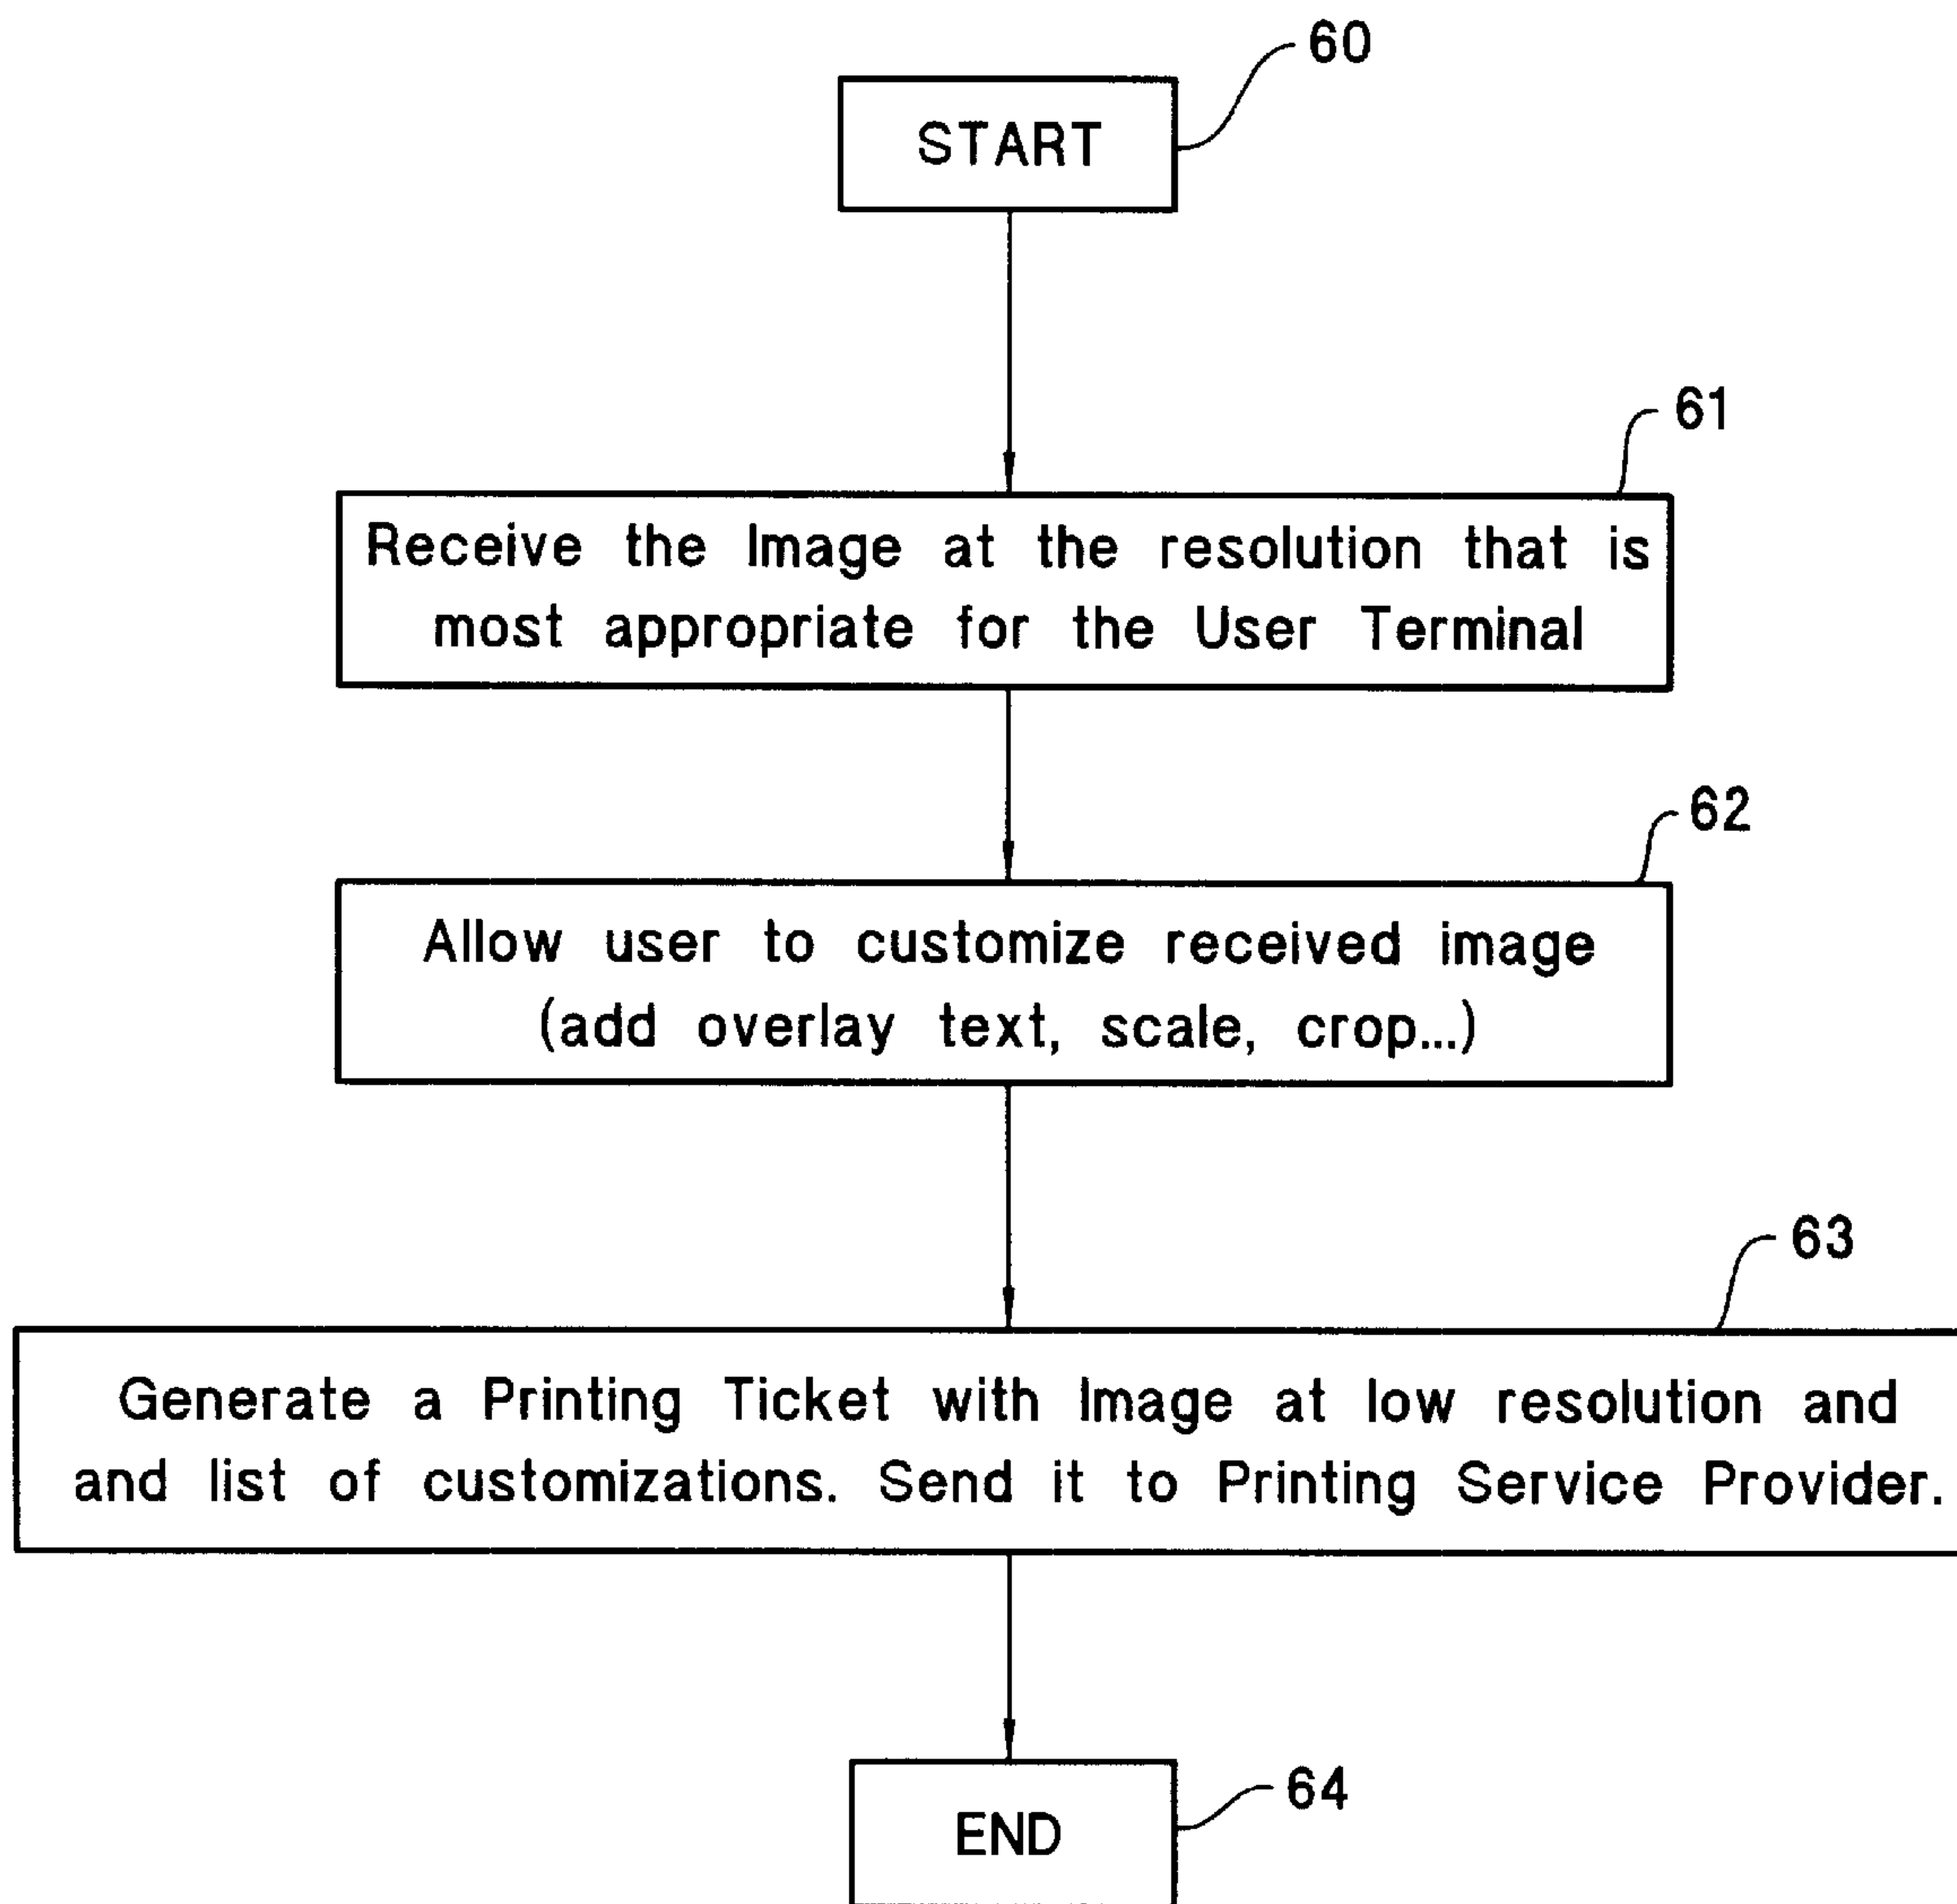 60
START
61
Receive the Image at the resolution that is
most appropriate for the User Terminal
62
Allow user to customize received image
(add overlay text, scale, crop...)
63
Generate a Printing Ticket with Image at low resolution and
and list of customizations. Send it to Printing Service Provider.
64
END